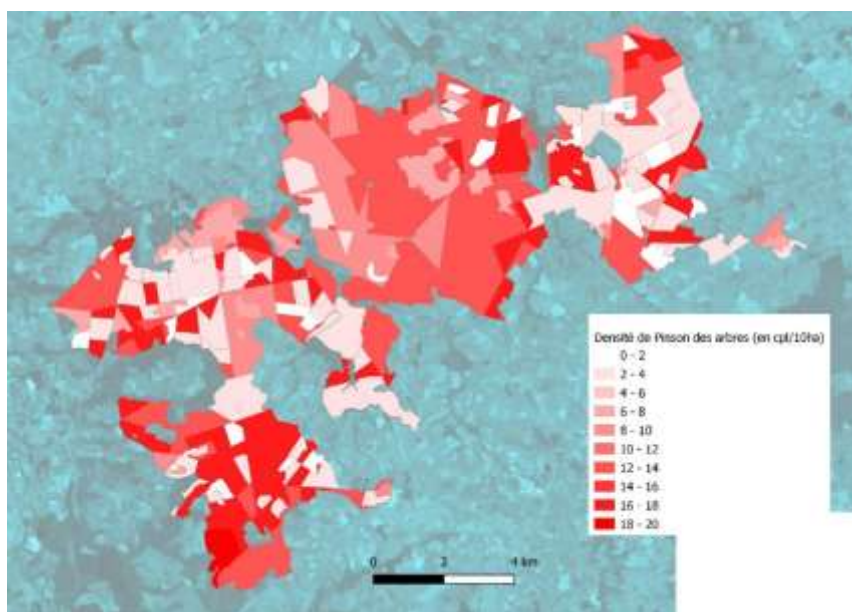 Densité de Pinson des arbres (en cpl/10ha)
0 - 2
2 - 4
4 - 6
6 - 8
8 - 10
10 - 12
12 - 14
14 - 16
16 - 18
18 - 20
0 2 4 km